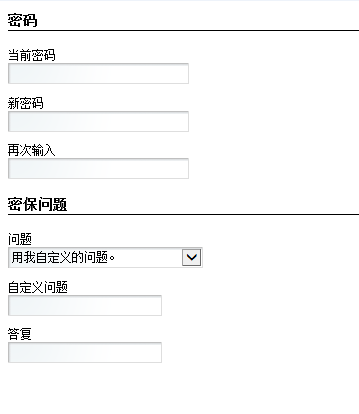 密码
当前密码
新密码
再次输入
密保问题
问题
用我自定义的问题。
自定义问题
答复